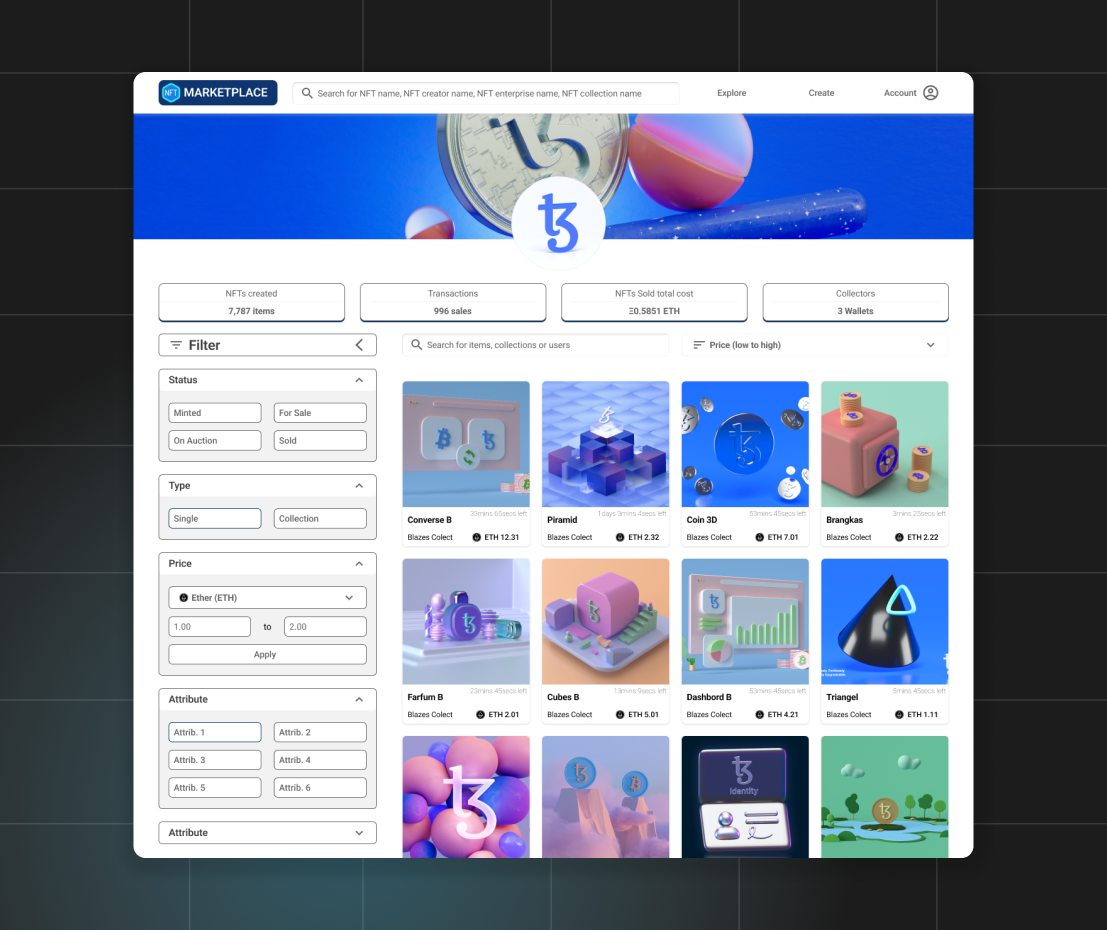 NFT MARKETPLACE
Search for NFT name, NFT creator name, NFT enterprise name, NFT collection name
Explore
Create
Account
NFTs created
7,787 items
Transactions
996 sales
NFTs Sold total cost
Ξ0.5851 ETH
Collectors
3 Wallets
Filter
Search for items, collections or users
Price (low to high)
Status
Minted
For Sale
On Auction
Sold
Type
Single
Collection
Price
Ether (ETH)
1.00
to
2.00
Apply
Attribute
Attrib. 1
Attrib. 2
Attrib. 3
Attrib. 4
Attrib. 5
Attrib. 6
Attribute
33mins 65secs left
Converse B
Blazes Colect
ETH 12.31
1days 3mins 4secs left
Piramid
Blazes Colect
ETH 2.32
53mins 45secs left
Coin 3D
Blazes Colect
ETH 7.01
3mins 25secs left
Brangkas
Blazes Colect
ETH 2.22
23mins 45secs left
Farfum B
Blazes Colect
ETH 2.01
13mins 9secs left
Cubes B
Blazes Colect
ETH 5.01
53mins 45secs left
Dashbord B
Blazes Colect
ETH 4.21
5mins 45secs left
Triangel
Blazes Colect
ETH 1.11
Identity